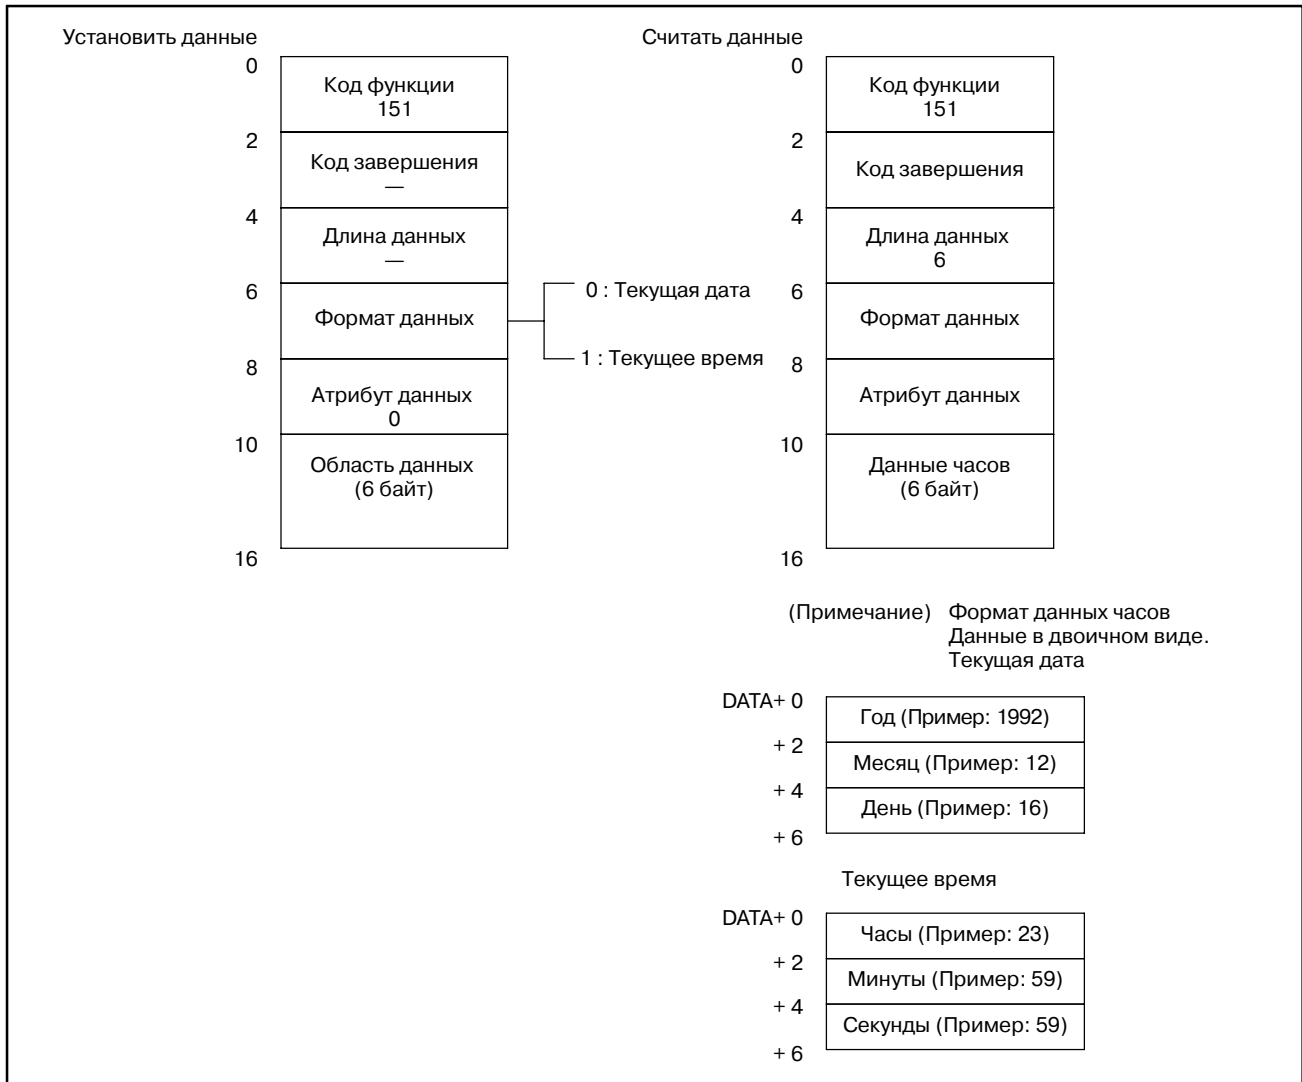 Установить данные
0
Код функции
151
2
Код завершения
—
4
Длина данных
—
6
Формат данных
0 : Текущая дата
1 : Текущее время
8
Атрибут данных
0
10
Область данных
(6 байт)
16
Считать данные
0
Код функции
151
2
Код завершения
4
Длина данных
6
6
Формат данных
8
Атрибут данных
10
Данные часов
(6 байт)
16
(Примечание) Формат данных часов
Данные в двоичном виде.
Текущая дата
DATA+ 0
Год (Пример: 1992)
+ 2
Месяц (Пример: 12)
+ 4
День (Пример: 16)
+ 6
Текущее время
DATA+ 0
Часы (Пример: 23)
+ 2
Минуты (Пример: 59)
+ 4
Секунды (Пример: 59)
+ 6